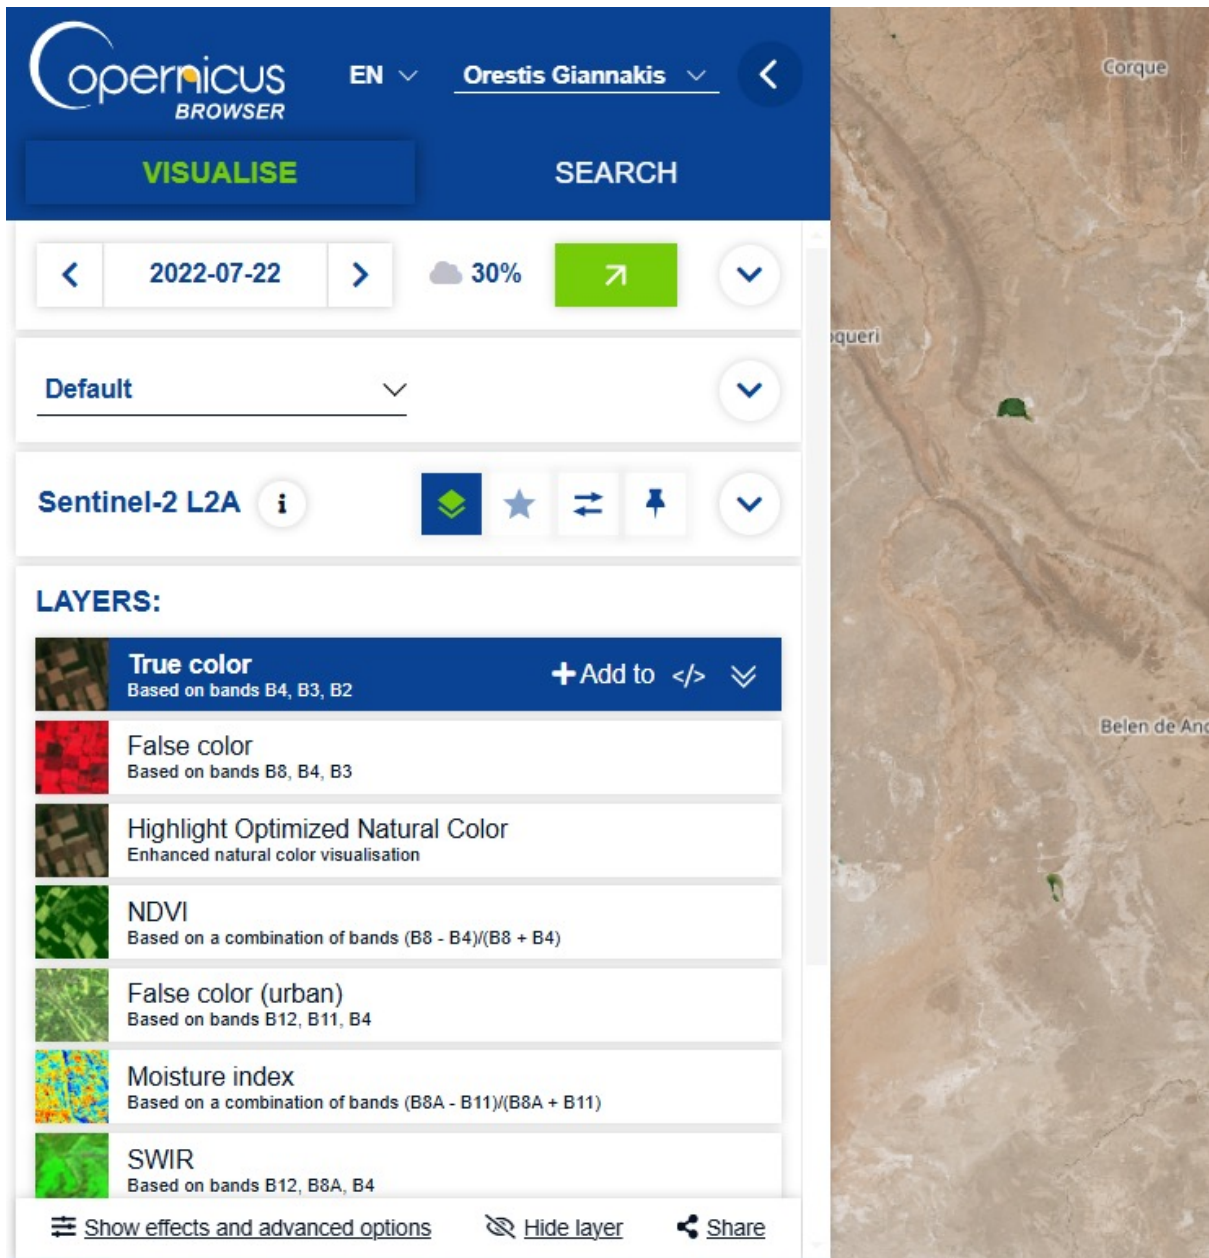 Copernicus
BROWSER
EN
Orestis Giannakis
VISUALISE
SEARCH
2022-07-22
30%
Default
Sentinel-2 L2A
i
LAYERS:
True color
Based on bands B4, B3, B2
+Add to </>
False color
Based on bands B8, B4, B3
Highlight Optimized Natural Color
Enhanced natural color visualisation
NDVI
Based on a combination of bands (B8 - B4)/(B8 + B4)
False color (urban)
Based on bands B12, B11, B4
Moisture index
Based on a combination of bands (B8A - B11)/(B8A + B11)
SWIR
Based on bands B12, B8A, B4
Show effects and advanced options
Hide layer
Share
Corque
oqueri
Belen de And